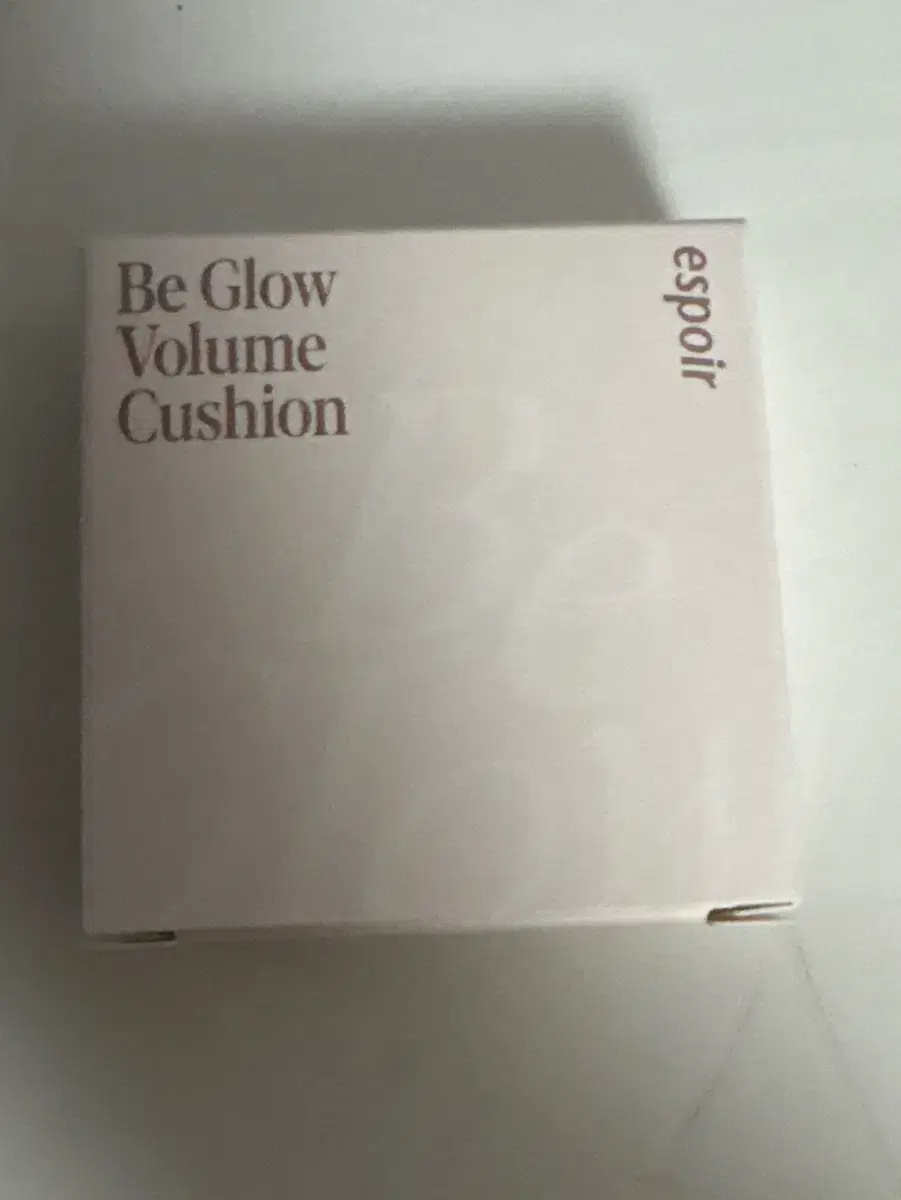 Be Glow
Volume
Cushion
espoir